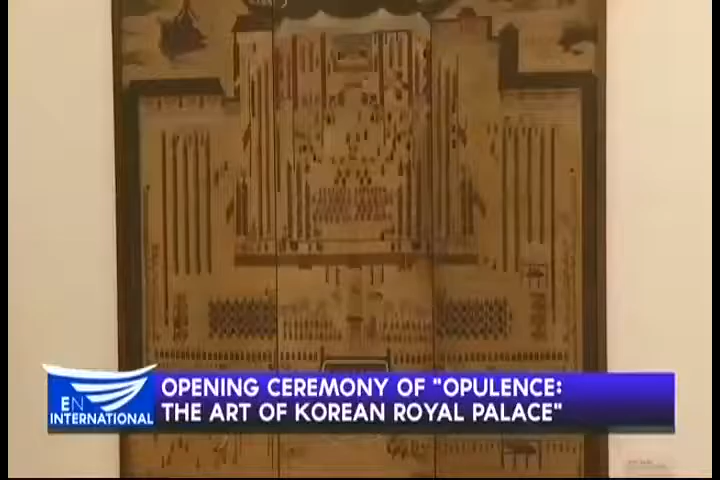 EN
INTERNATIONAL
OPENING CEREMONY OF "OPULENCE:
THE ART OF KOREAN ROYAL PALACE"